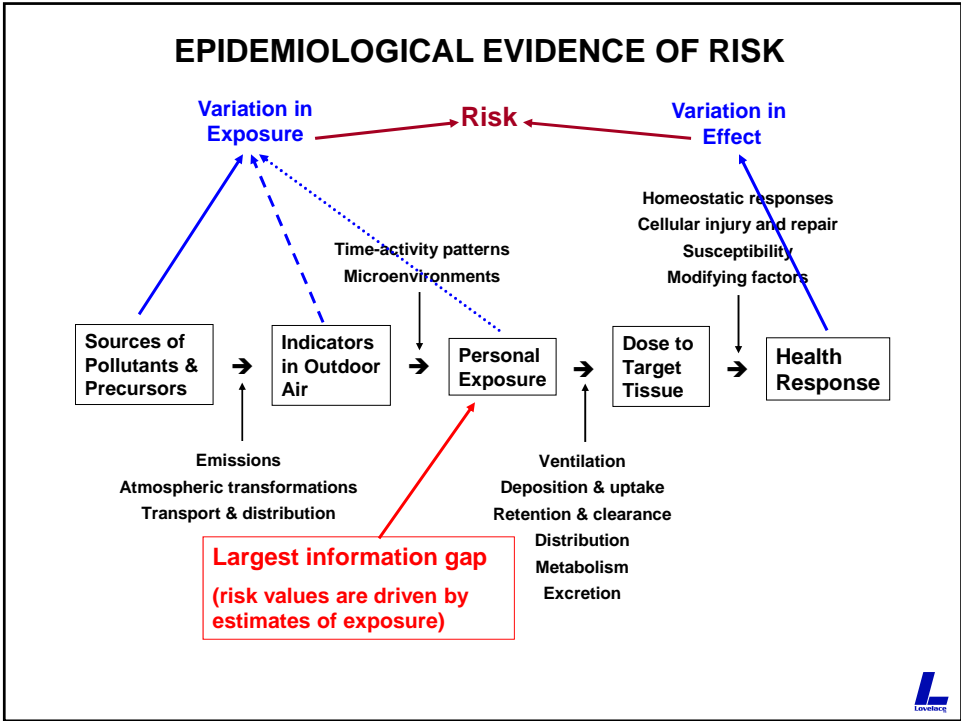 EPIDEMIOLOGICAL EVIDENCE OF RISK
Variation in
Exposure
Risk
Variation in
Effect
Homeostatic responses
Cellular injury and repair
Susceptibility
Modifying factors
Time-activity patterns
Microenvironments
Sources of
Pollutants &
Precursors
Indicators
in Outdoor
Air
Personal
Exposure
Dose to
Target
Tissue
Health
Response
Emissions
Atmospheric transformations
Transport & distribution
Ventilation
Deposition & uptake
Retention & clearance
Distribution
Metabolism
Excretion
Largest information gap
(risk values are driven by
estimates of exposure)
Lovelace